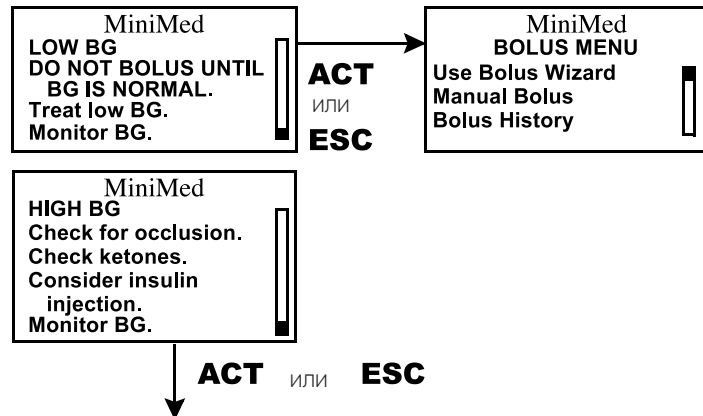 MiniMed
LOW BG
DO NOT BOLUS UNTIL
BG IS NORMAL.
Treat low BG.
Monitor BG.
ACT
или
ESC
MiniMed
BOLUS MENU
Use Bolus Wizard
Manual Bolus
Bolus History
MiniMed
HIGH BG
Check for occlusion.
Check ketones.
Consider insulin
injection.
Monitor BG.
ACT или ESC